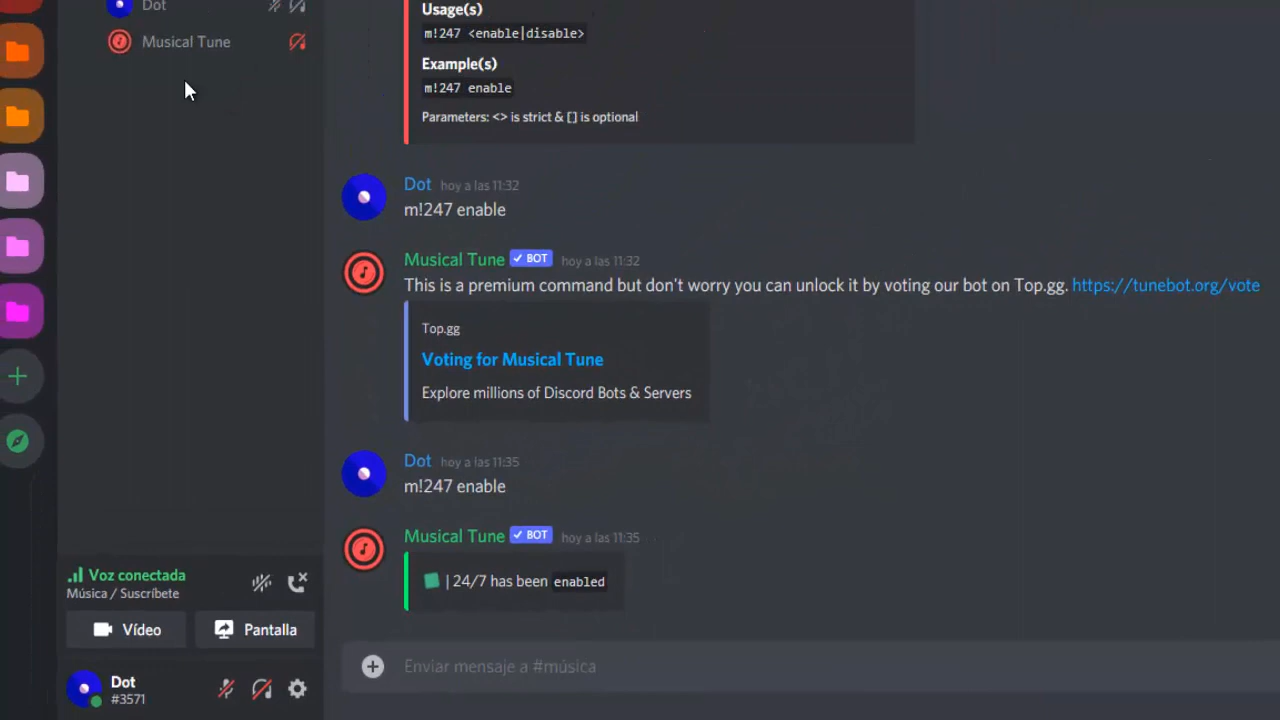 Dot
Musical Tune
Usage(s)
m!247 <enable|disable>
Example(s)
m!247 enable
Parameters: <> is strict & [] is optional
Dot hoy a las 11:32
m!247 enable
Musical Tune ✓ BOT hoy a las 11:32
This is a premium command but don't worry you can unlock it by voting our bot on Top.gg. https://tunebot.org/vote
Top.gg
Voting for Musical Tune
Explore millions of Discord Bots & Servers
Dot hoy a las 11:35
m!247 enable
Musical Tune ✓ BOT hoy a las 11:35
| 24/7 has been enabled
Voz conectada
Música / Suscríbete
Vídeo Pantalla
Dot
#3571
Enviar mensaje a #música